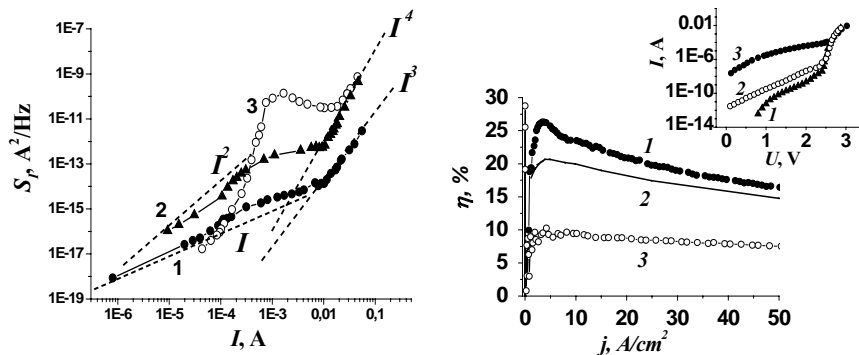 1E-7
1E-9
1E-11
1E-13
1E-15
1E-17
1E-19
S_I, A²/Hz
1E-6
1E-5
1E-4
1E-3
0,01
0,1
I, A
I⁴
I³
I²
I
1
2
3
30
25
20
15
10
5
0
η, %
0
10
20
30
40
50
j, A/cm²
1
2
3
0.01
1E-6
1E-10
1E-14
I, A
0
1
2
3
U, V
3
2
1